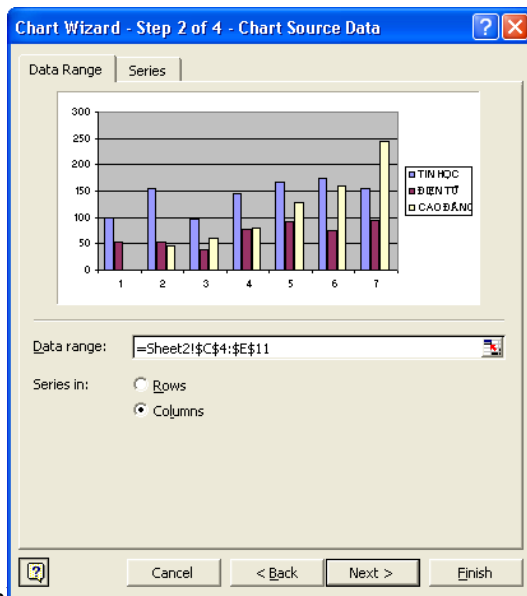 Chart Wizard - Step 2 of 4 - Chart Source Data
Data Range
Series
300
250
200
150
100
50
0
1 2 3 4 5 6 7
TIN HỌC
ĐIỆN TỬ
CAO ĐẲNG
Data range:
=Sheet2!$C$4:$E$11
Series in:
Rows
Columns
Cancel
< Back
Next >
Finish